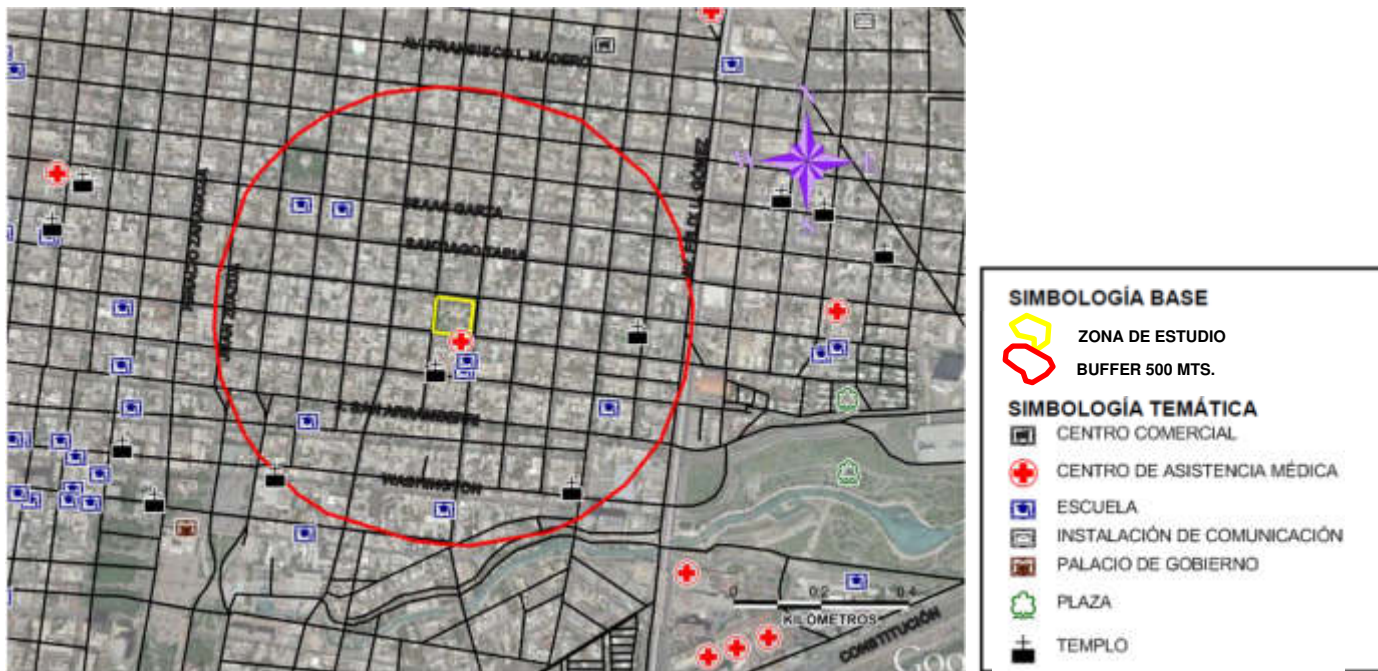 AV. FRANSISCO I. MADERO
ISAAC GARZA
SANTIAGO TAPIA
WASHINGTON
0
0.2
0.4
KILÓMETROS
CONSTITUCIÓN
Goo
N
W
E
S
SIMBOLOGÍA BASE
ZONA DE ESTUDIO
BUFFER 500 MTS.
SIMBOLOGÍA TEMÁTICA
CENTRO COMERCIAL
CENTRO DE ASISTENCIA MÉDICA
ESCUELA
INSTALACIÓN DE COMUNICACIÓN
PALACIO DE GOBIERNO
PLAZA
TEMPLO